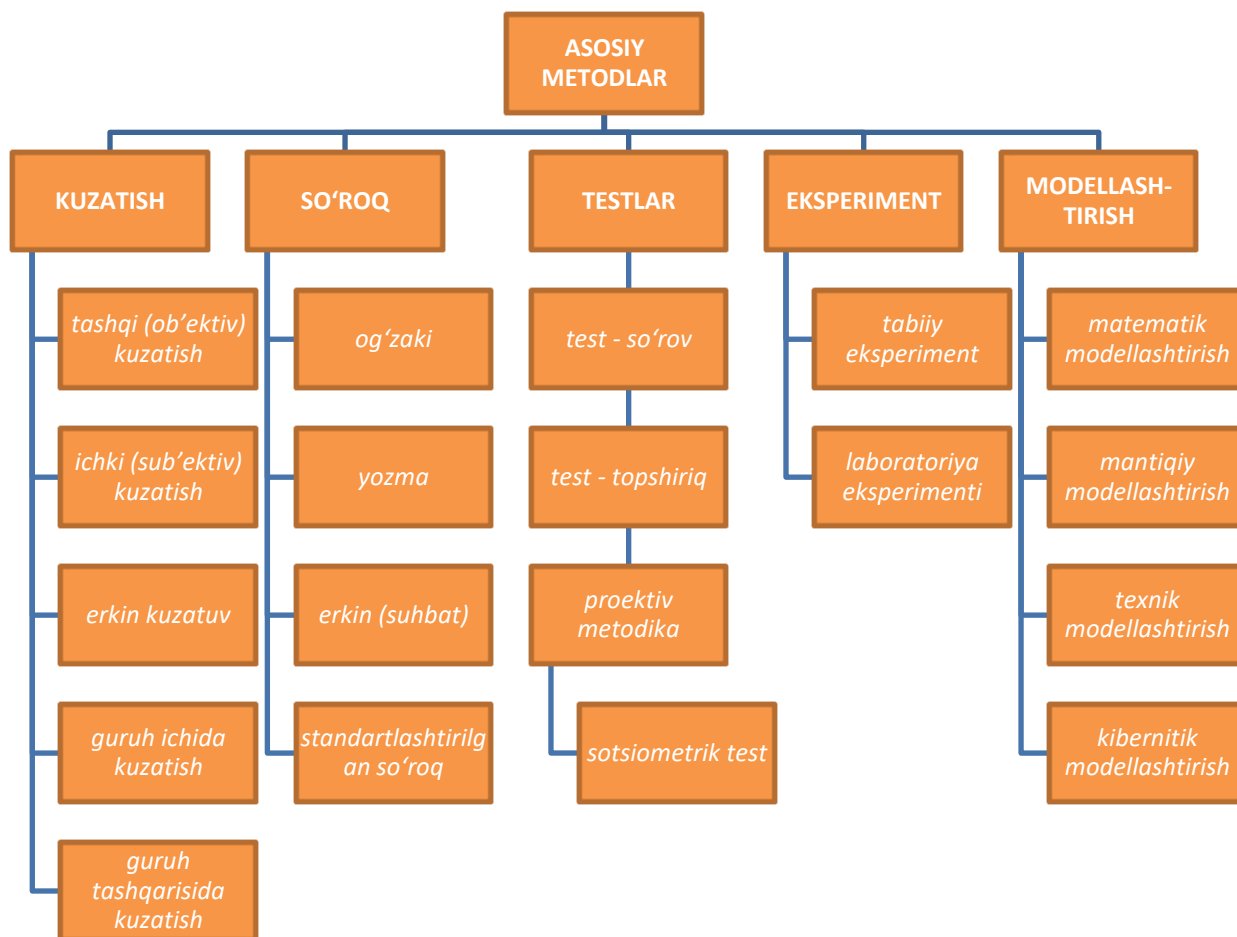 ASOSIY
METODLAR
KUZATISH
SO‘ROQ
TESTLAR
EKSPERIMENT
MODELLASH-
TIRISH
tashqi (ob’ektiv)
kuzatish
ichki (sub’ektiv)
kuzatish
erkin kuzatuv
guruh ichida
kuzatish
guruh
tashqarisida
kuzatish
og‘zaki
yozma
erkin (suhbat)
standartlashtirilg
an so‘roq
test - so‘rov
test - topshiriq
proektiv
metodika
sotsiometrik test
tabiiy
eksperiment
laboratoriya
eksperimenti
matematik
modellashtirish
mantiqiy
modellashtirish
texnik
modellashtirish
kibernitik
modellashtirish